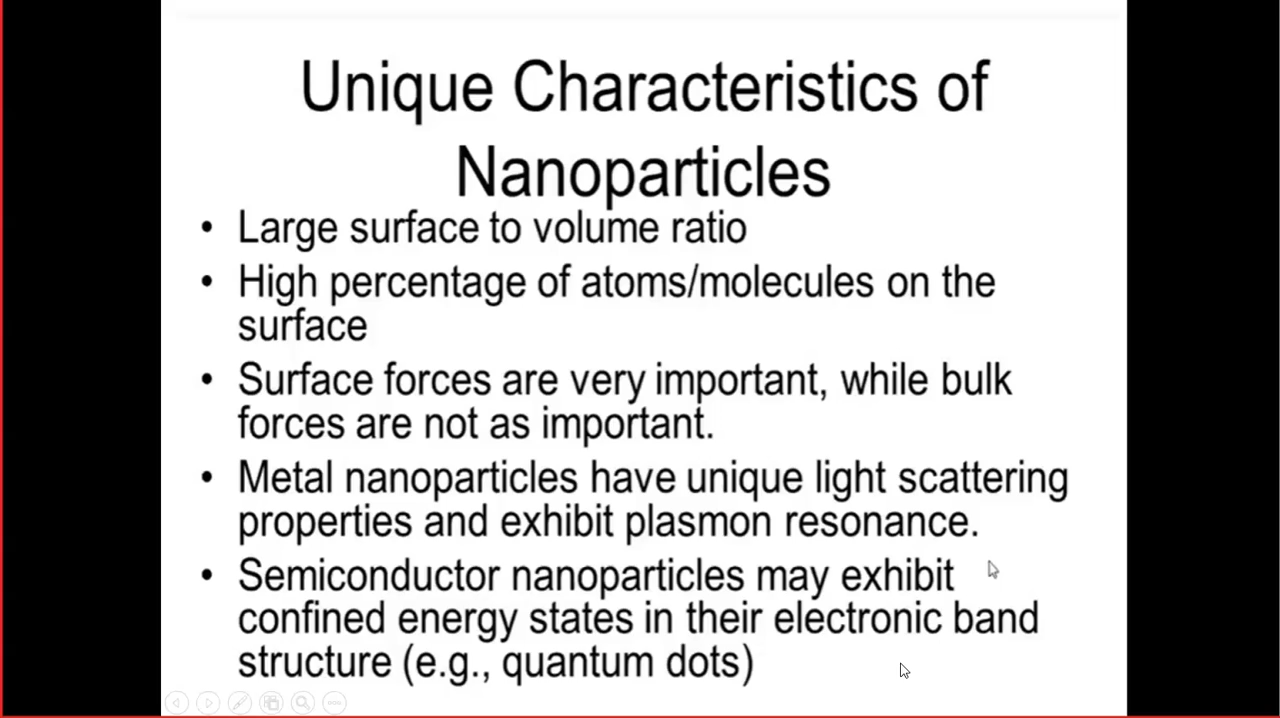 Unique Characteristics of
Nanoparticles
• Large surface to volume ratio
• High percentage of atoms/molecules on the
surface
• Surface forces are very important, while bulk
forces are not as important.
• Metal nanoparticles have unique light scattering
properties and exhibit plasmon resonance.
• Semiconductor nanoparticles may exhibit
confined energy states in their electronic band
structure (e.g., quantum dots)